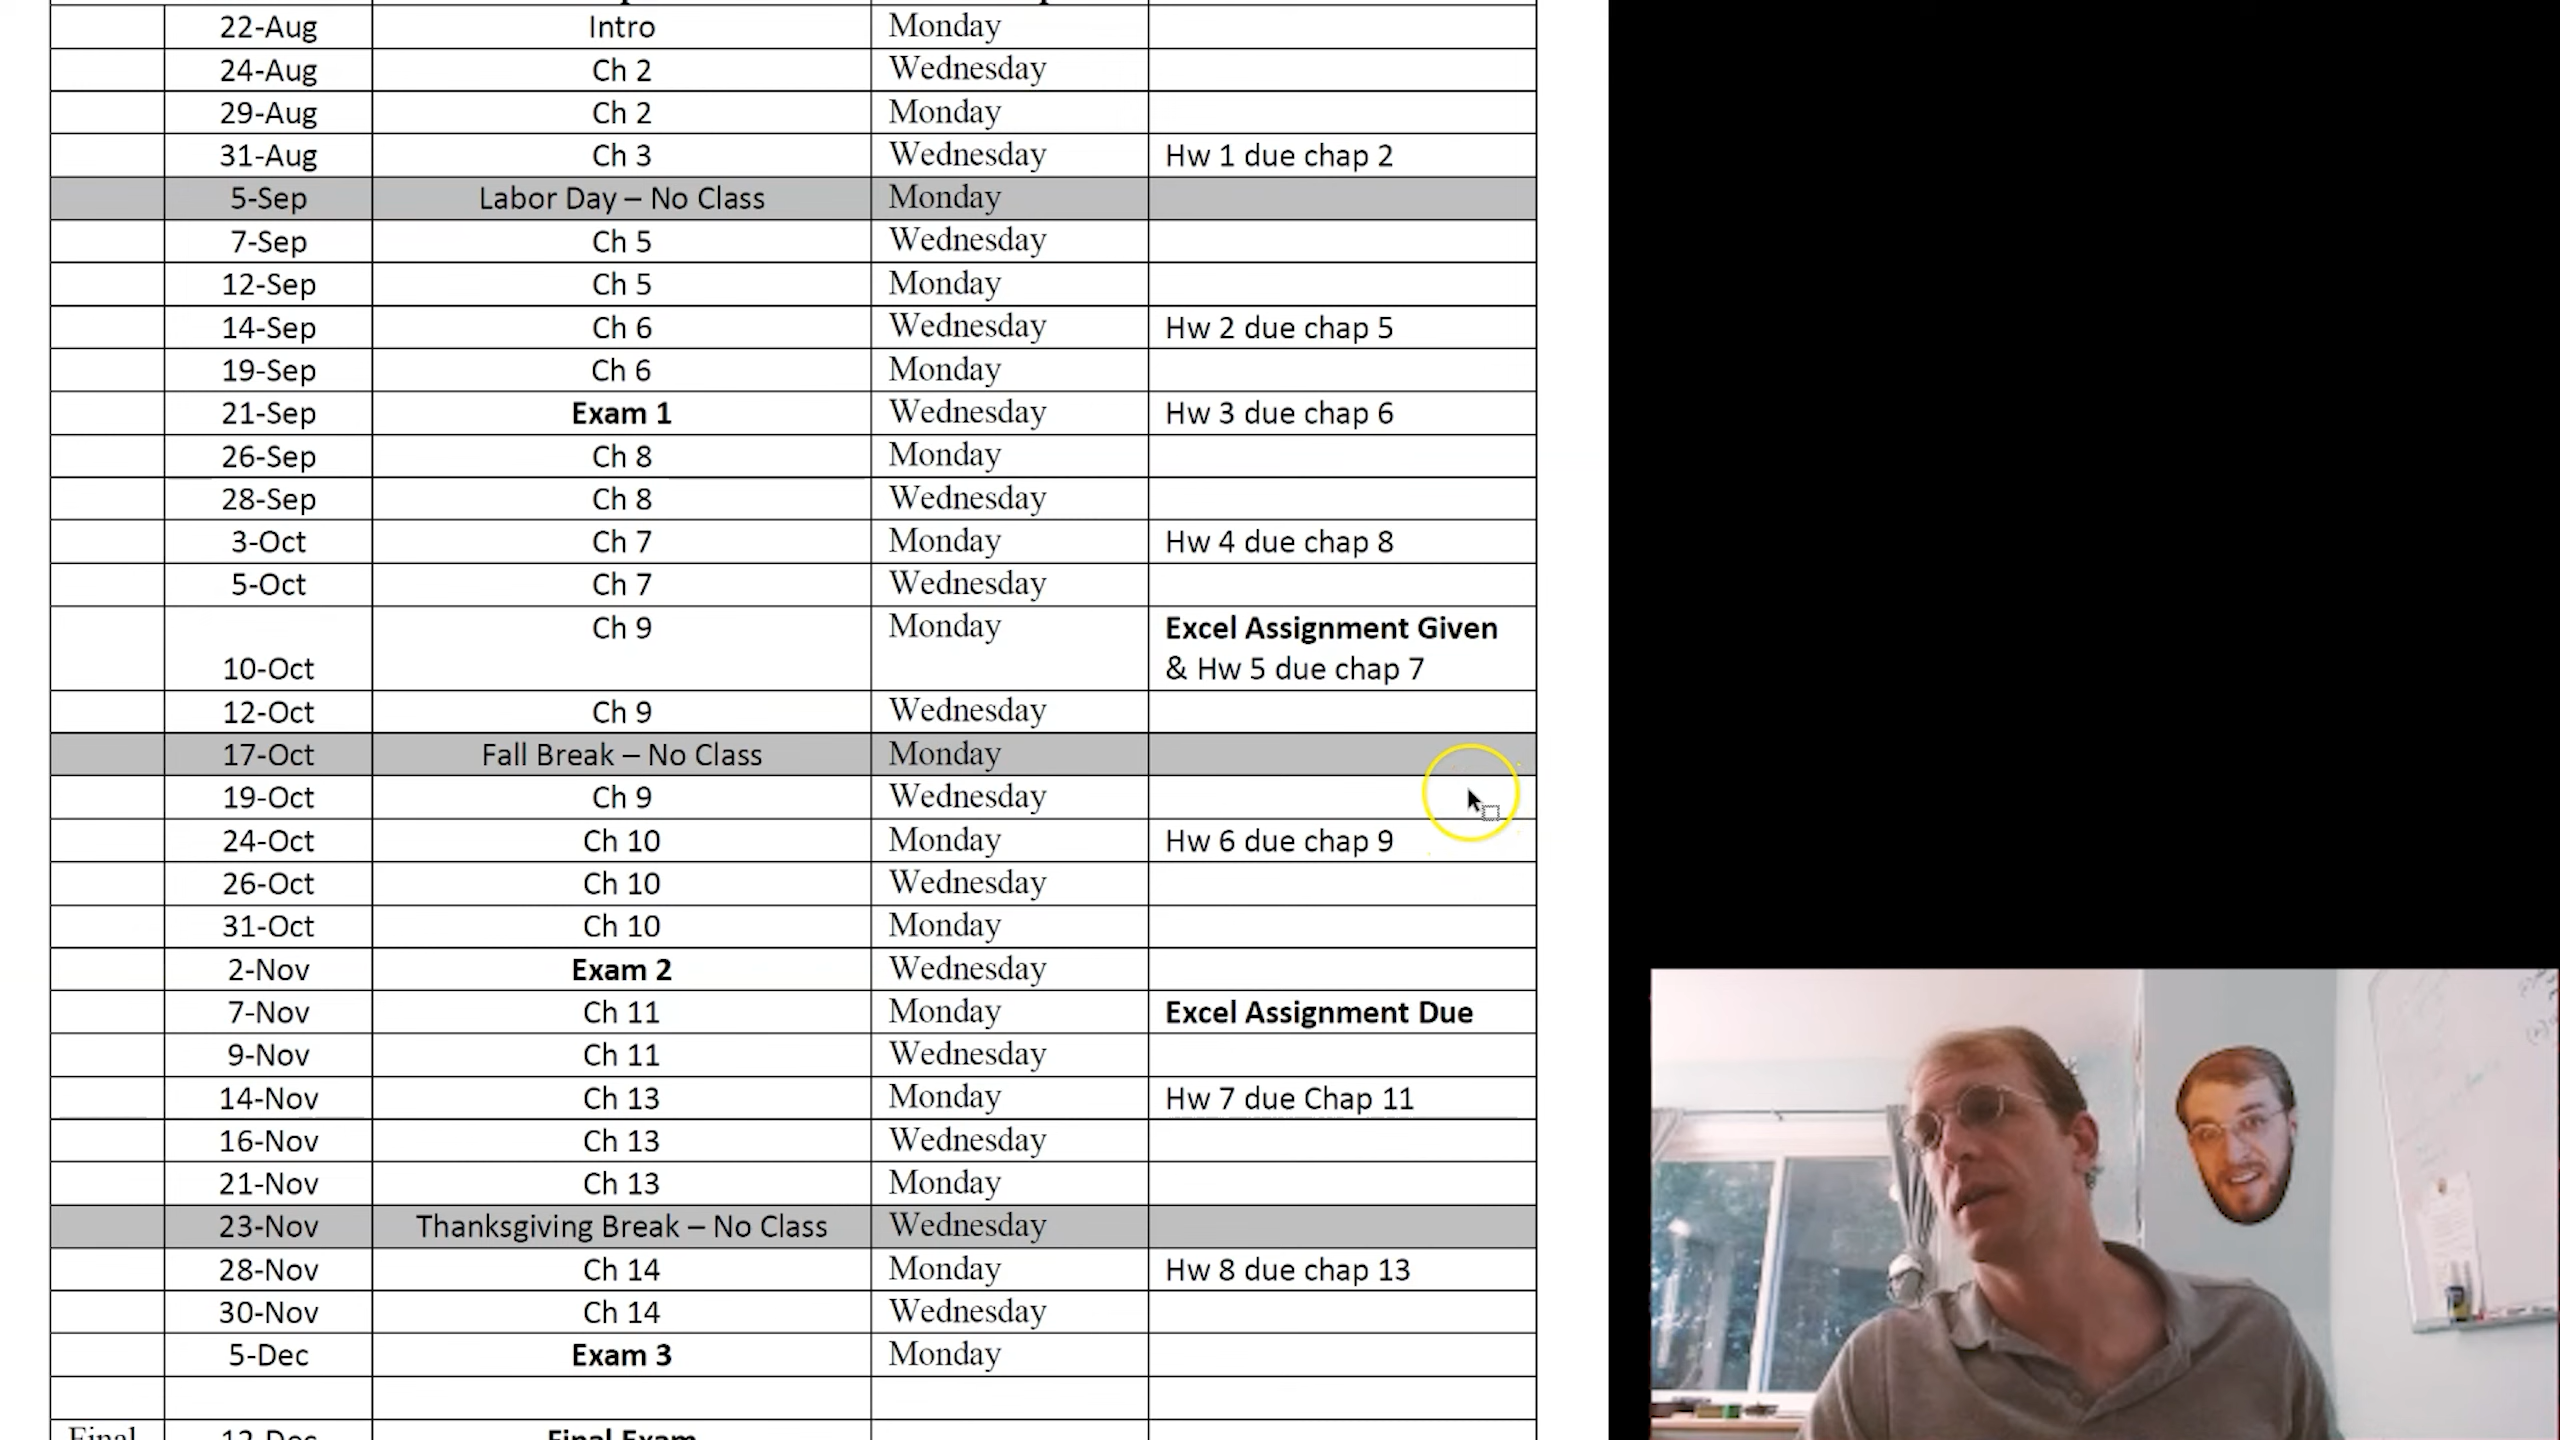 22-Aug Intro Monday
24-Aug Ch 2 Wednesday
29-Aug Ch 2 Monday
31-Aug Ch 3 Wednesday Hw 1 due chap 2
5-Sep Labor Day – No Class Monday
7-Sep Ch 5 Wednesday
12-Sep Ch 5 Monday
14-Sep Ch 6 Wednesday Hw 2 due chap 5
19-Sep Ch 6 Monday
21-Sep Exam 1 Wednesday Hw 3 due chap 6
26-Sep Ch 8 Monday
28-Sep Ch 8 Wednesday
3-Oct Ch 7 Monday Hw 4 due chap 8
5-Oct Ch 7 Wednesday
Ch 9 Monday Excel Assignment Given
10-Oct & Hw 5 due chap 7
12-Oct Ch 9 Wednesday
17-Oct Fall Break – No Class Monday
19-Oct Ch 9 Wednesday
24-Oct Ch 10 Monday Hw 6 due chap 9
26-Oct Ch 10 Wednesday
31-Oct Ch 10 Monday
2-Nov Exam 2 Wednesday
7-Nov Ch 11 Monday Excel Assignment Due
9-Nov Ch 11 Wednesday
14-Nov Ch 13 Monday Hw 7 due Chap 11
16-Nov Ch 13 Wednesday
21-Nov Ch 13 Monday
23-Nov Thanksgiving Break – No Class Wednesday
28-Nov Ch 14 Monday Hw 8 due chap 13
30-Nov Ch 14 Wednesday
5-Dec Exam 3 Monday
Final 12-Dec Final Exam